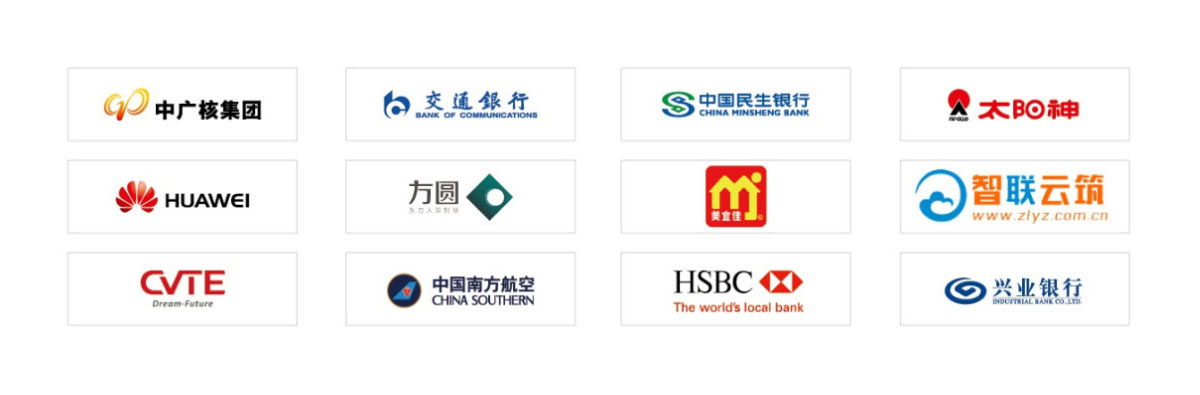 中广核集团
交通銀行
BANK OF COMMUNICATIONS
中国民生银行
CHINA MINSHENG BANK
APOLLO
太阳神
HUAWEI
方圆
mj
美宜佳
智联云筑
www.zlyz.com.cn
CVTE
Dream·Future
中国南方航空
CHINA SOUTHERN
HSBC
The world's local bank
兴业银行
INDUSTRIAL BANK CO.,LTD.